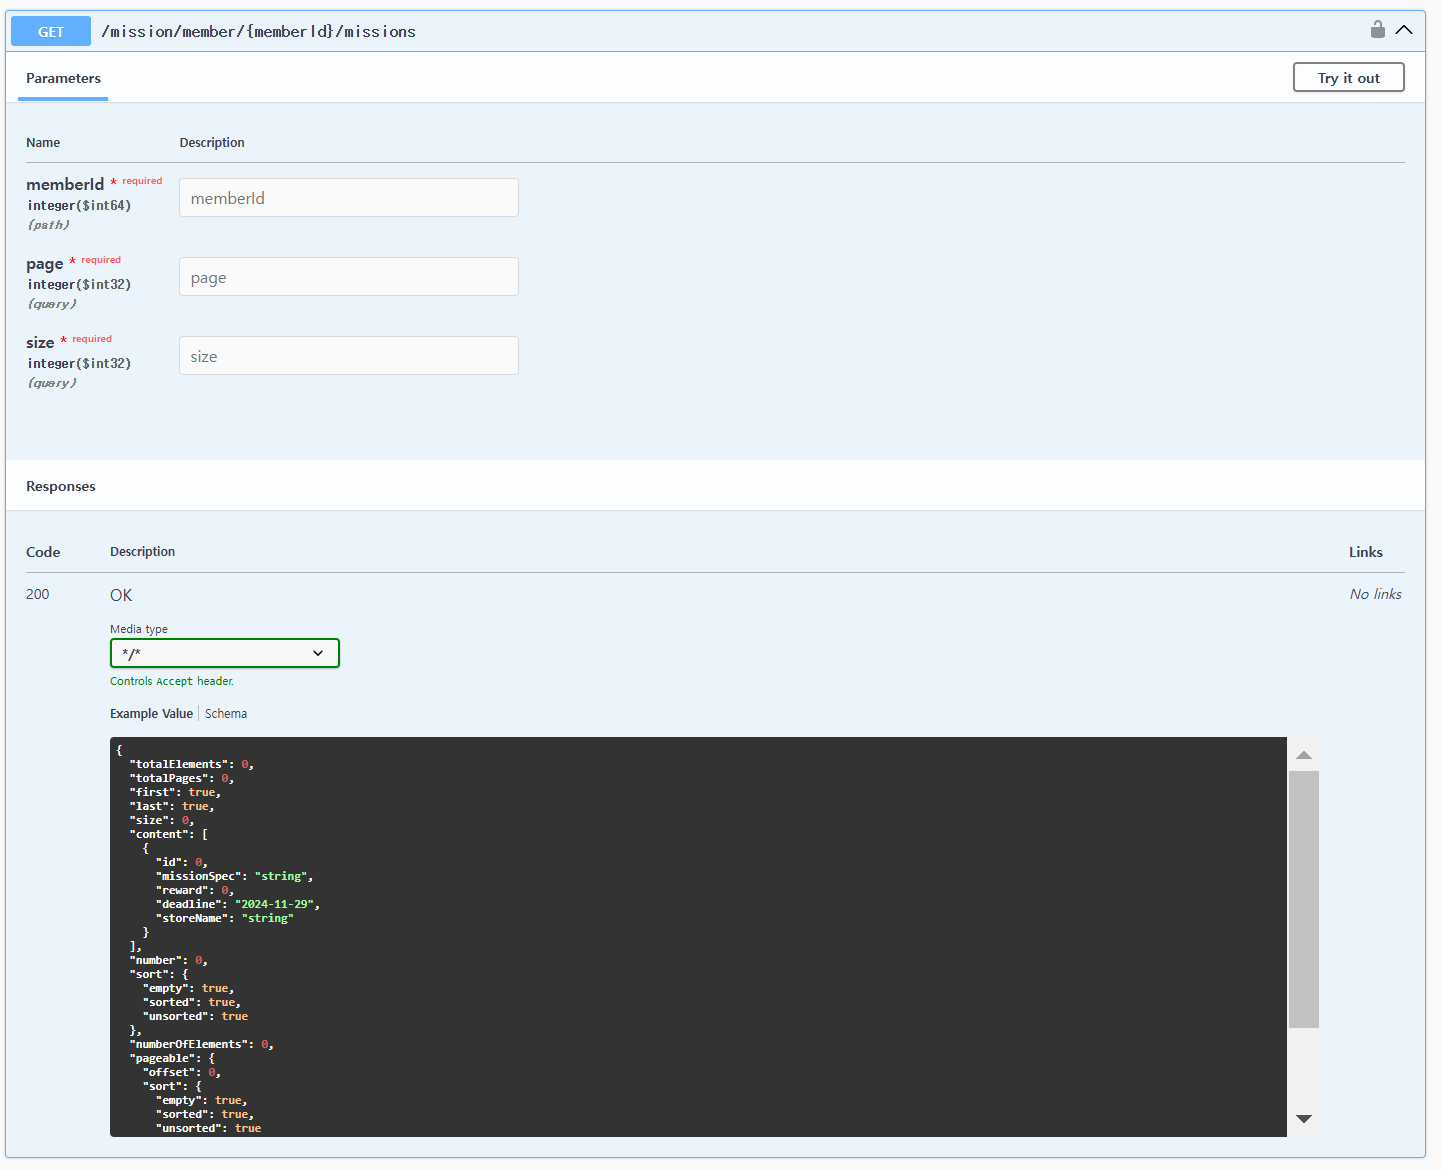 GET /mission/member/{memberId}/missions
Parameters
Try it out
Name Description
memberId * required
integer($int64)
(path)
memberId
page * required
integer($int32)
(query)
page
size * required
integer($int32)
(query)
size
Responses
Code Description Links
200 OK No links
Media type
*/*
Controls Accept header.
Example Value Schema
{
  "totalElements": 0,
  "totalPages": 0,
  "first": true,
  "last": true,
  "size": 0,
  "content": [
    {
      "id": 0,
      "missionSpec": "string",
      "reward": 0,
      "deadline": "2024-11-29",
      "storeName": "string"
    }
  ],
  "number": 0,
  "sort": {
    "empty": true,
    "sorted": true,
    "unsorted": true
  },
  "numberOfElements": 0,
  "pageable": {
    "offset": 0,
    "sort": {
      "empty": true,
      "sorted": true,
      "unsorted": true